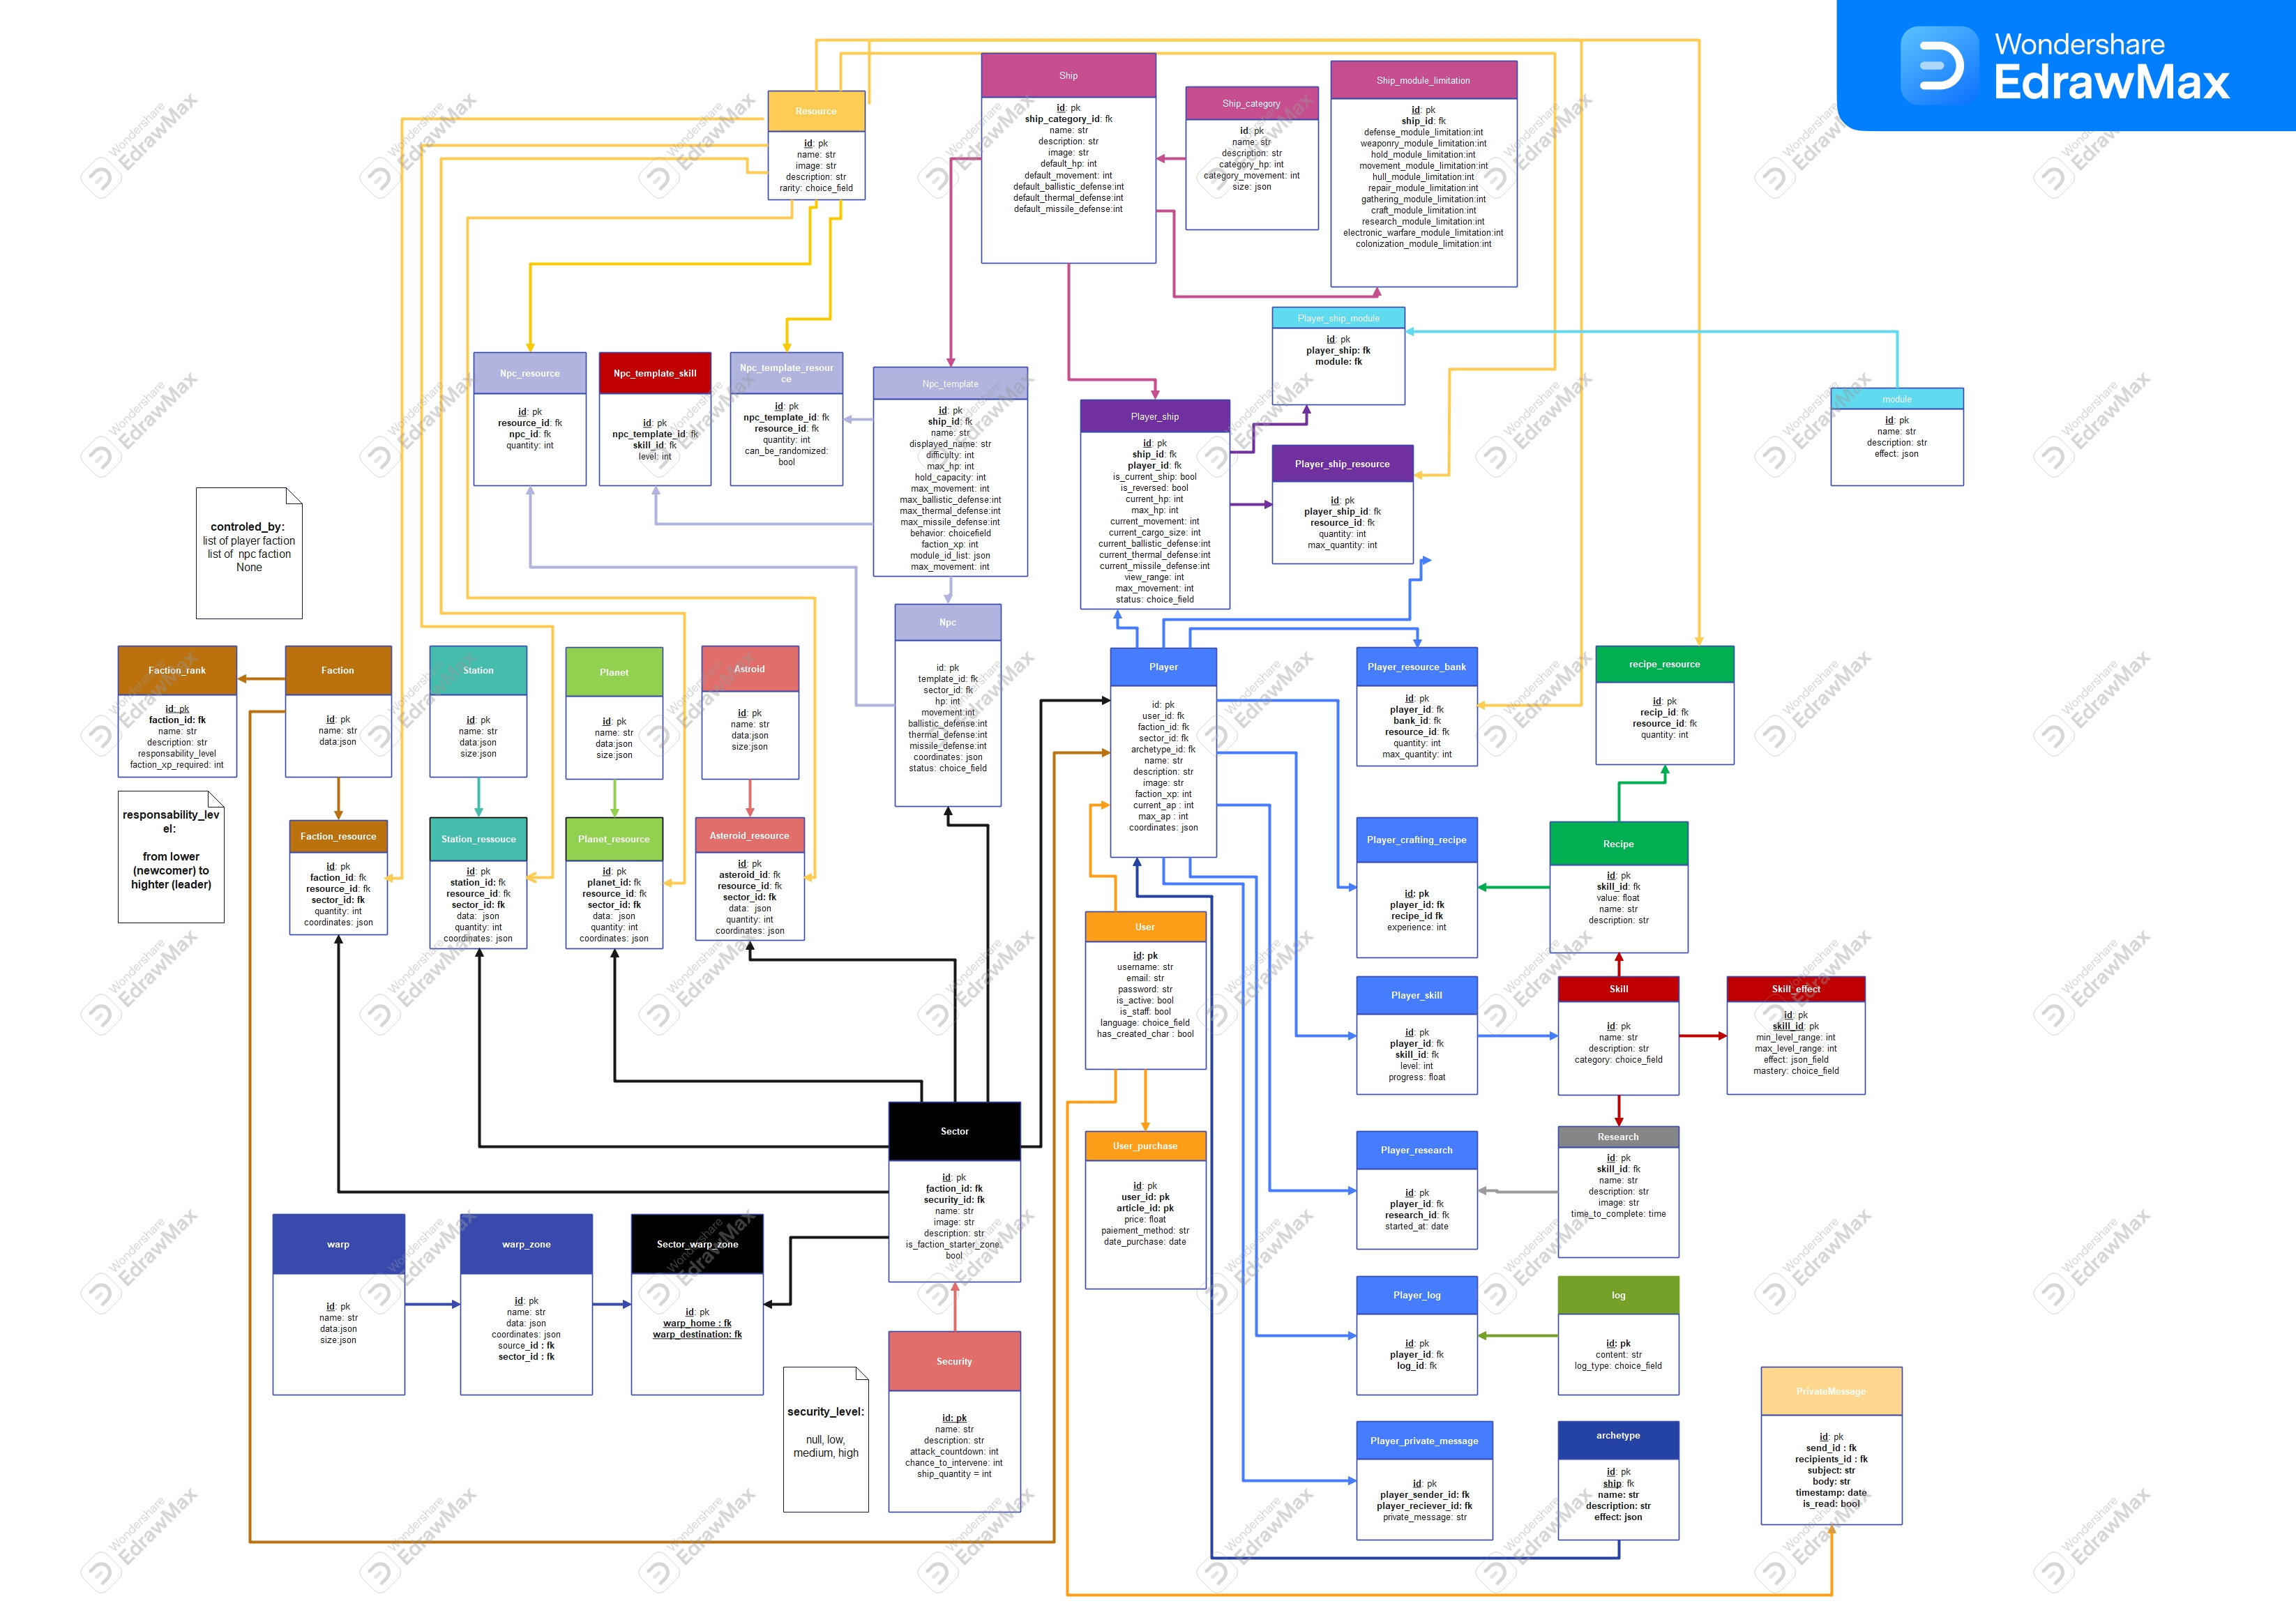 Wondershare
EdrawMax
Resource
id: pk
name: str
image: str
description: str
rarity: choice_field
Ship
id: pk
ship_category_id: fk
name: str
description: str
image: str
default_hp: int
default_movement: int
default_ballistic_defense:int
default_thermal_defense:int
default_missile_defense:int
Ship_category
id: pk
name: str
description: str
category_hp: int
category_movement: int
size: json
Ship_module_limitation
id: pk
ship_id: fk
defense_module_limitation:int
weaponry_module_limitation:int
hold_module_limitation:int
movement_module_limitation:int
hull_module_limitation:int
repair_module_limitation:int
gathering_module_limitation:int
craft_module_limitation:int
research_module_limitation:int
electronic_warfare_module_limitation:int
colonization_module_limitation:int
Player_ship_module
id: pk
player_ship: fk
module: fk
module
id: pk
name: str
description: str
effect: json
Npc_resource
id: pk
resource_id: fk
npc_id: fk
quantity: int
Npc_template_skill
id: pk
npc_template_id: fk
skill_id: fk
level: int
Npc_template_resour
ce
id: pk
npc_template_id: fk
resource_id: fk
quantity: int
can_be_randomized:
bool
Npc_template
id: pk
ship_id: fk
name: str
displayed_name: str
difficulty: int
max_hp: int
hold_capacity: int
max_movement: int
max_ballistic_defense:int
max_thermal_defense:int
max_missile_defense:int
behavior: choicefield
faction_xp: int
module_id_list: json
max_movement: int
Player_ship
id: pk
ship_id: fk
player_id: fk
is_current_ship: bool
is_reversed: bool
current_hp: int
max_hp: int
current_movement: int
current_cargo_size: int
current_ballistic_defense:int
current_thermal_defense:int
current_missile_defense:int
view_range: int
max_movement: int
status: choice_field
Player_ship_resource
id: pk
player_ship_id: fk
resource_id: fk
quantity: int
max_quantity: int
controled_by:
list of player faction
list of  npc faction
None
Faction_rank
id: pk
faction_id: fk
name: str
description: str
responsability_level
faction_xp_required: int
Faction
id: pk
name: str
data:json
Station
id: pk
name: str
data:json
size:json
Planet
id: pk
name: str
data:json
size:json
Astroid
id: pk
name: str
data:json
size:json
Npc
id: pk
template_id: fk
sector_id: fk
hp: int
movement:int
ballistic_defense:int
thermal_defense:int
missile_defense:int
coordinates: json
status: choice_field
Player
id: pk
user_id: fk
faction_id: fk
sector_id: fk
archetype_id: fk
name: str
description: str
image: str
faction_xp: int
current_ap : int
max_ap : int
coordinates: json
Player_resource_bank
id: pk
player_id: fk
bank_id: fk
resource_id: fk
quantity: int
max_quantity: int
recipe_resource
id: pk
recip_id: fk
resource_id: fk
quantity: int
responsability_lev
el:
from lower
(newcomer) to
highter (leader)
Faction_resource
id: pk
faction_id: fk
resource_id: fk
sector_id: fk
quantity: int
coordinates: json
Station_ressouce
id: pk
station_id: fk
resource_id: fk
sector_id: fk
data:  json
quantity: int
coordinates: json
Planet_resource
id: pk
planet_id: fk
resource_id: fk
sector_id: fk
data:  json
quantity: int
coordinates: json
Asteroid_resource
id: pk
asteroid_id: fk
resource_id: fk
sector_id: fk
data:  json
quantity: int
coordinates: json
Player_crafting_recipe
id: pk
player_id: fk
recipe_id fk
experience: int
Recipe
id: pk
skill_id: fk
value: float
name: str
description: str
User
id: pk
username: str
email: str
password: str
is_active: bool
is_staff: bool
language: choice_field
has_created_char : bool
Player_skill
id: pk
player_id: fk
skill_id: fk
level: int
progress: float
Skill
id: pk
name: str
description: str
category: choice_field
Skill_effect
id: pk
skill_id: pk
min_level_range: int
max_level_range: int
effect: json_field
mastery: choice_field
Sector
id: pk
faction_id: fk
security_id: fk
name: str
image: str
description: str
is_faction_starter_zone:
bool
User_purchase
id: pk
user_id: pk
article_id: pk
price: float
paiement_method: str
date_purchase: date
Player_research
id: pk
player_id: fk
research_id: fk
started_at: date
Research
id: pk
skill_id: fk
name: str
description: str
image: str
time_to_complete: time
warp
id: pk
name: str
data:json
size:json
warp_zone
id: pk
name: str
data: json
coordinates: json
source_id : fk
sector_id : fk
Sector_warp_zone
id: pk
warp_home : fk
warp_destination: fk
Player_log
id: pk
player_id: fk
log_id: fk
log
id: pk
content: str
log_type: choice_field
security_level:
null, low,
medium, high
Security
id: pk
name: str
description: str
attack_countdown: int
chance_to_intervene: int
ship_quantity = int
Player_private_message
id: pk
player_sender_id: fk
player_reciever_id: fk
private_message: str
archetype
id: pk
ship: fk
name: str
description: str
effect: json
PrivateMessage
id: pk
send_id : fk
recipients_id : fk
subject: str
body: str
timestamp: date
is_read: bool